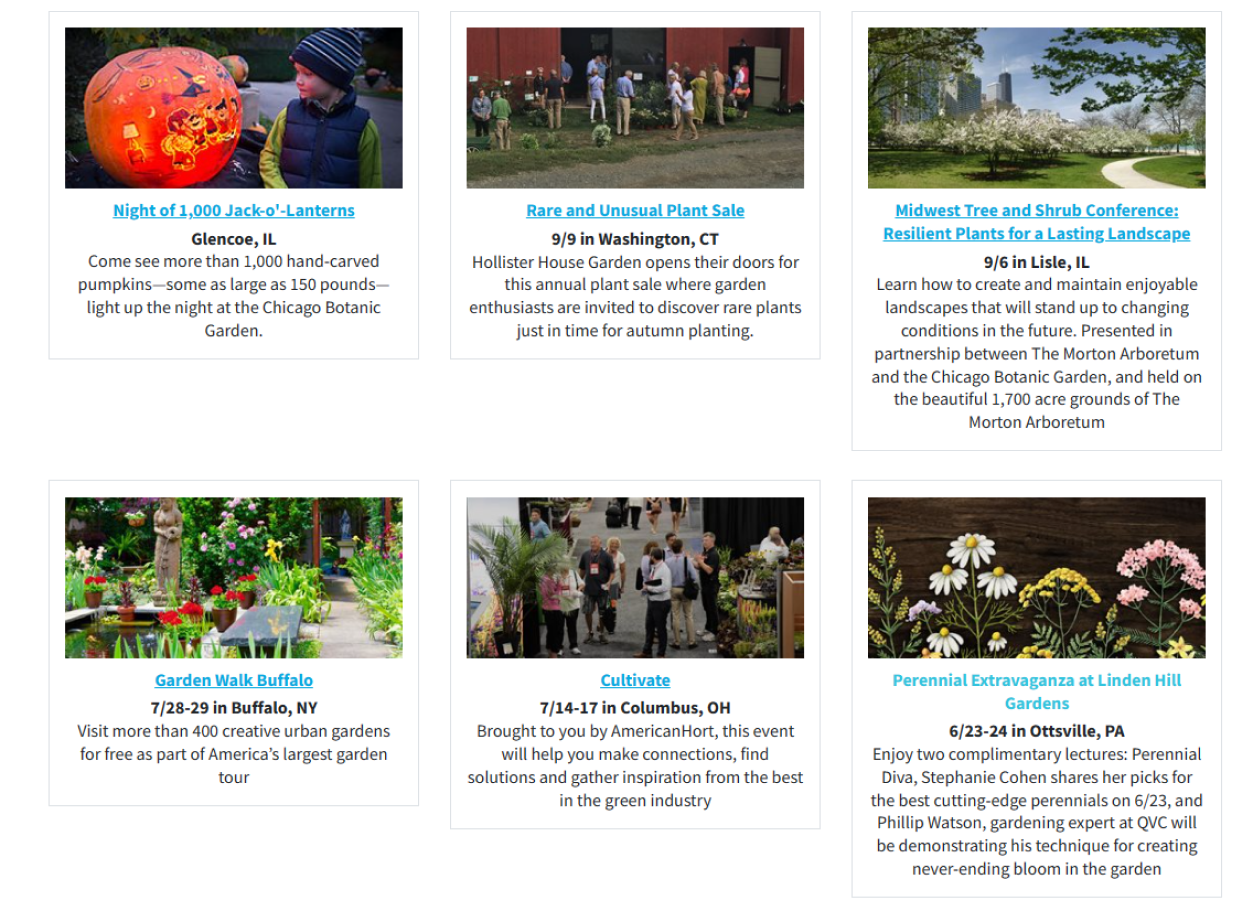 Night of 1,000 Jack-o'-Lanterns
Glencoe, IL
Come see more than 1,000 hand-carved
pumpkins—some as large as 150 pounds—
light up the night at the Chicago Botanic
Garden.
Rare and Unusual Plant Sale
9/9 in Washington, CT
Hollister House Garden opens their doors for
this annual plant sale where garden
enthusiasts are invited to discover rare plants
just in time for autumn planting.
Midwest Tree and Shrub Conference:
Resilient Plants for a Lasting Landscape
9/6 in Lisle, IL
Learn how to create and maintain enjoyable
landscapes that will stand up to changing
conditions in the future. Presented in
partnership between The Morton Arboretum
and the Chicago Botanic Garden, and held on
the beautiful 1,700 acre grounds of The
Morton Arboretum
Garden Walk Buffalo
7/28-29 in Buffalo, NY
Visit more than 400 creative urban gardens
for free as part of America’s largest garden
tour
Cultivate
7/14-17 in Columbus, OH
Brought to you by AmericanHort, this event
will help you make connections, find
solutions and gather inspiration from the best
in the green industry
Perennial Extravaganza at Linden Hill
Gardens
6/23-24 in Ottsville, PA
Enjoy two complimentary lectures: Perennial
Diva, Stephanie Cohen shares her picks for
the best cutting-edge perennials on 6/23, and
Phillip Watson, gardening expert at QVC will
be demonstrating his technique for creating
never-ending bloom in the garden